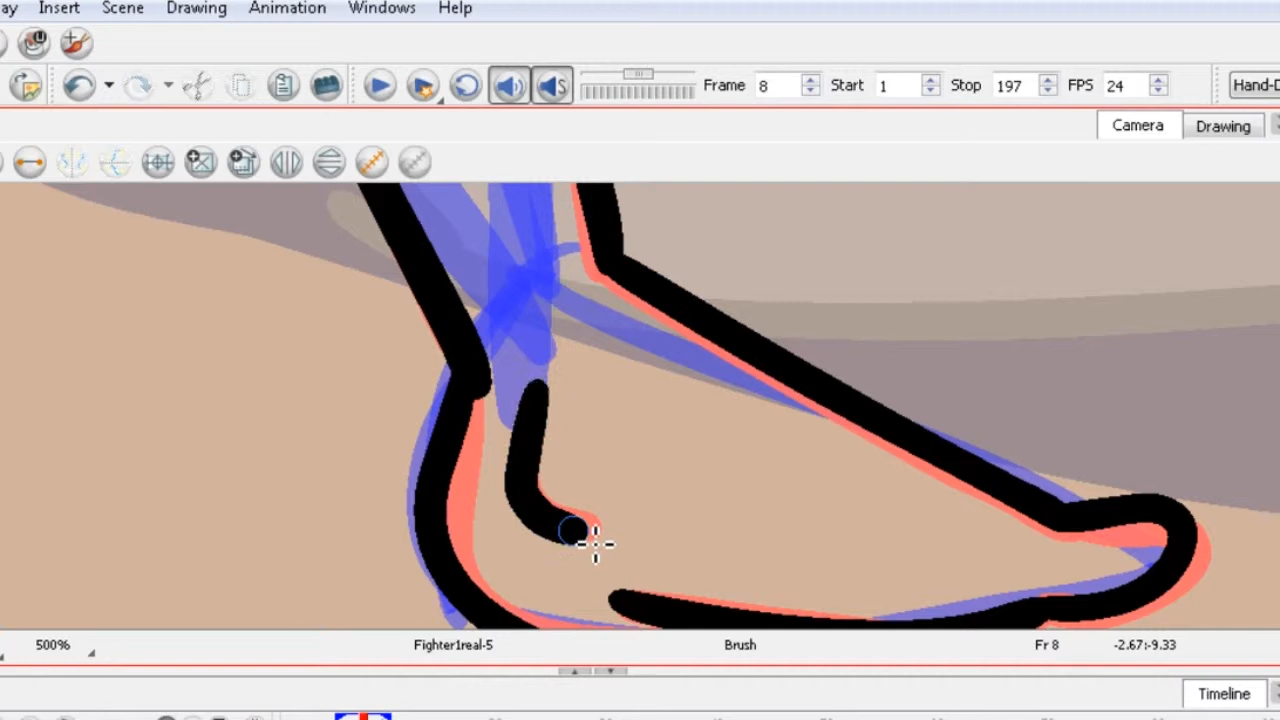 ay Insert Scene Drawing Animation Windows Help
Frame 8 Start 1 Stop 197 FPS 24 Hand-D
Camera Drawing
500% Fighter1real-5 Brush Fr 8 -2.67:-9.33
Timeline